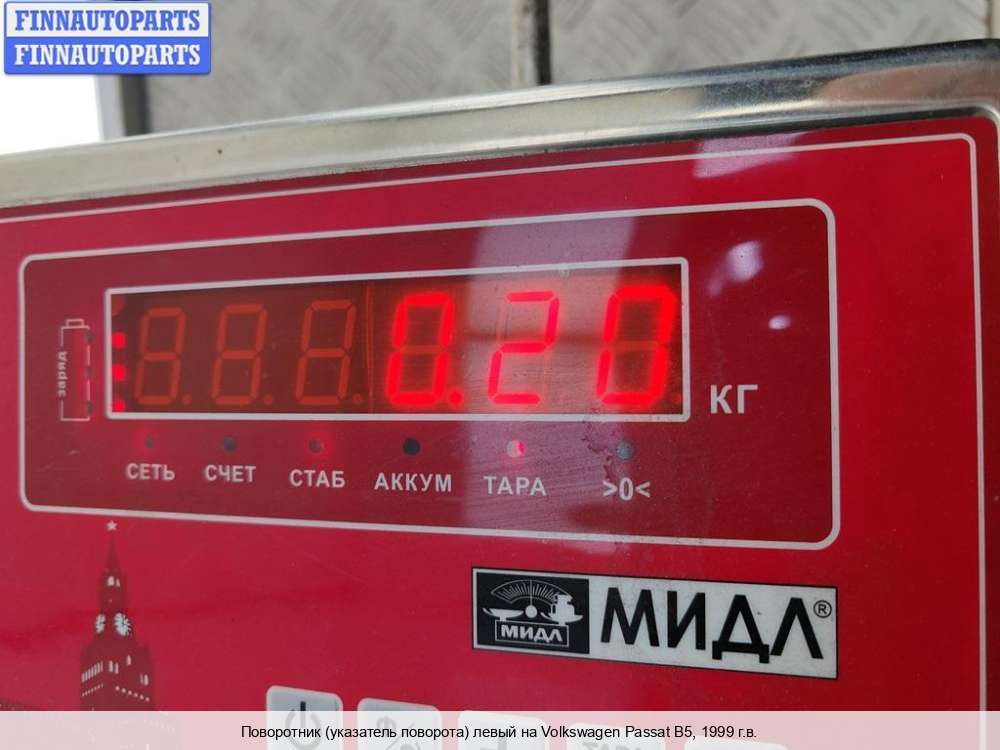 FINNAUTOPARTS
FINNAUTOPARTS
заряд
0.20
КГ
СЕТЬ СЧЕТ СТАБ АККУМ ТАРА >0<
МИДЛ МИДЛ®
ТАРА
Поворотник (указатель поворота) левый на Volkswagen Passat B5, 1999 г.в.